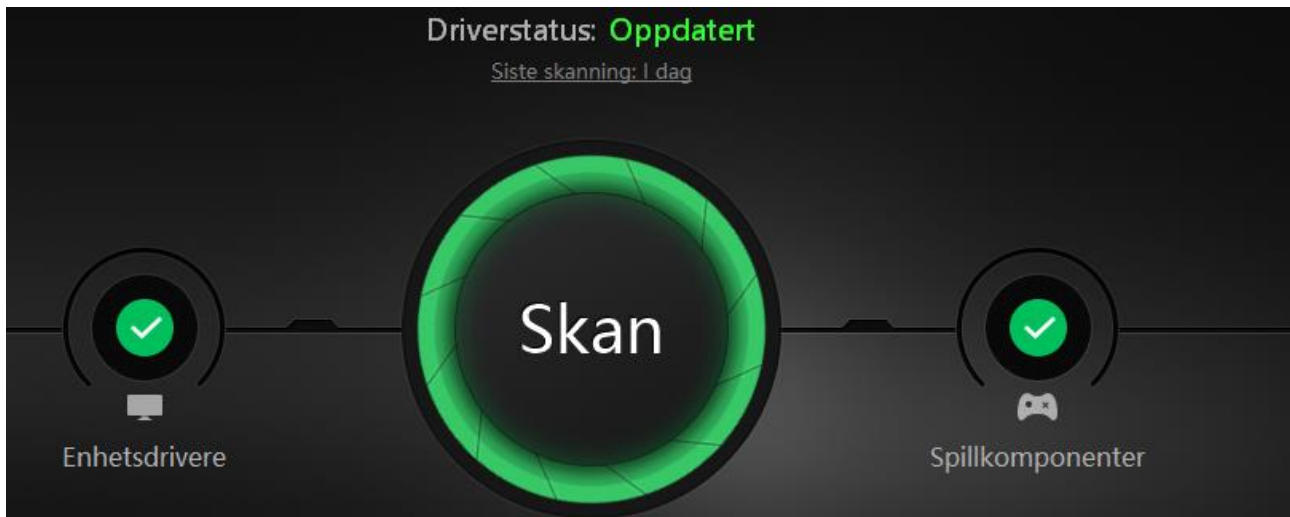 Driverstatus: Oppdatert
Siste skanning: I dag
Skan
Enhetsdrivere
Spillkomponenter